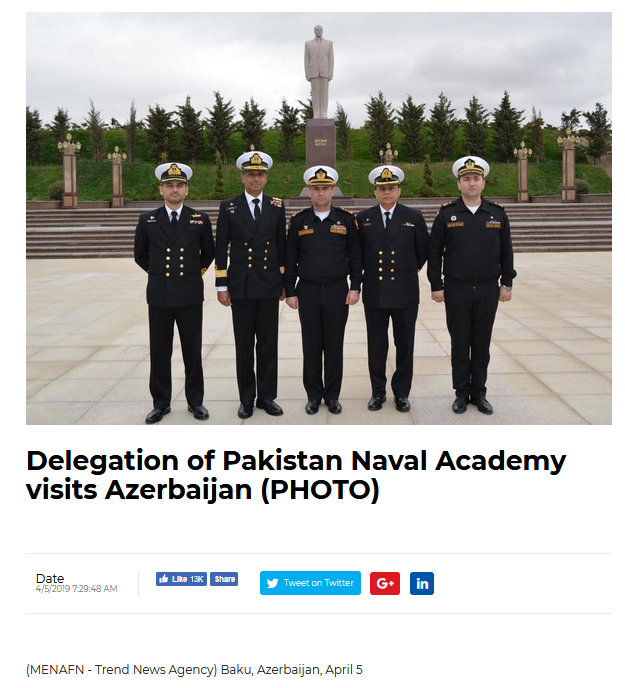 Delegation of Pakistan Naval Academy
visits Azerbaijan (PHOTO)
Date
4/5/2019 7:29:48 AM
Like 13K
Share
Tweet on Twitter
G+
in
(MENAFN - Trend News Agency) Baku, Azerbaijan, April 5